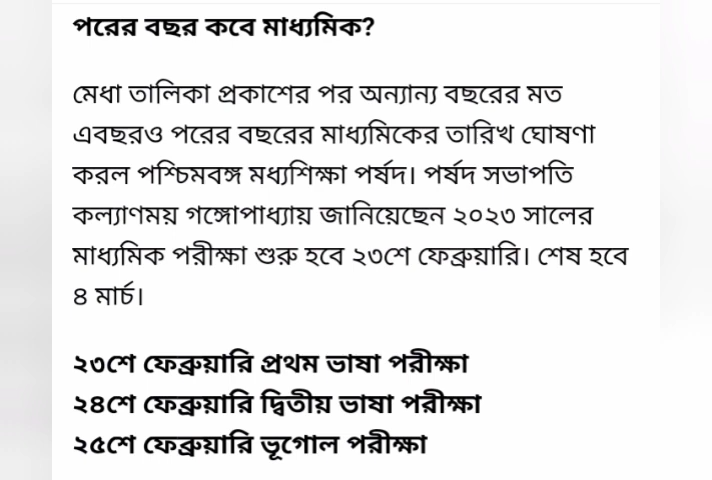 পরের বছর কবে মাধ্যমিক?
মেধা তালিকা প্রকাশের পর অন্যান্য বছরের মত
এবছরও পরের বছরের মাধ্যমিকের তারিখ ঘোষণা
করল পশ্চিমবঙ্গ মধ্যশিক্ষা পর্ষদ। পর্ষদ সভাপতি
কল্যাণময় গঙ্গোপাধ্যায় জানিয়েছেন ২০২৩ সালের
মাধ্যমিক পরীক্ষা শুরু হবে ২৩শে ফেব্রুয়ারি। শেষ হবে
৪ মার্চ।
২৩শে ফেব্রুয়ারি প্রথম ভাষা পরীক্ষা
২৪শে ফেব্রুয়ারি দ্বিতীয় ভাষা পরীক্ষা
২৫শে ফেব্রুয়ারি ভূগোল পরীক্ষা